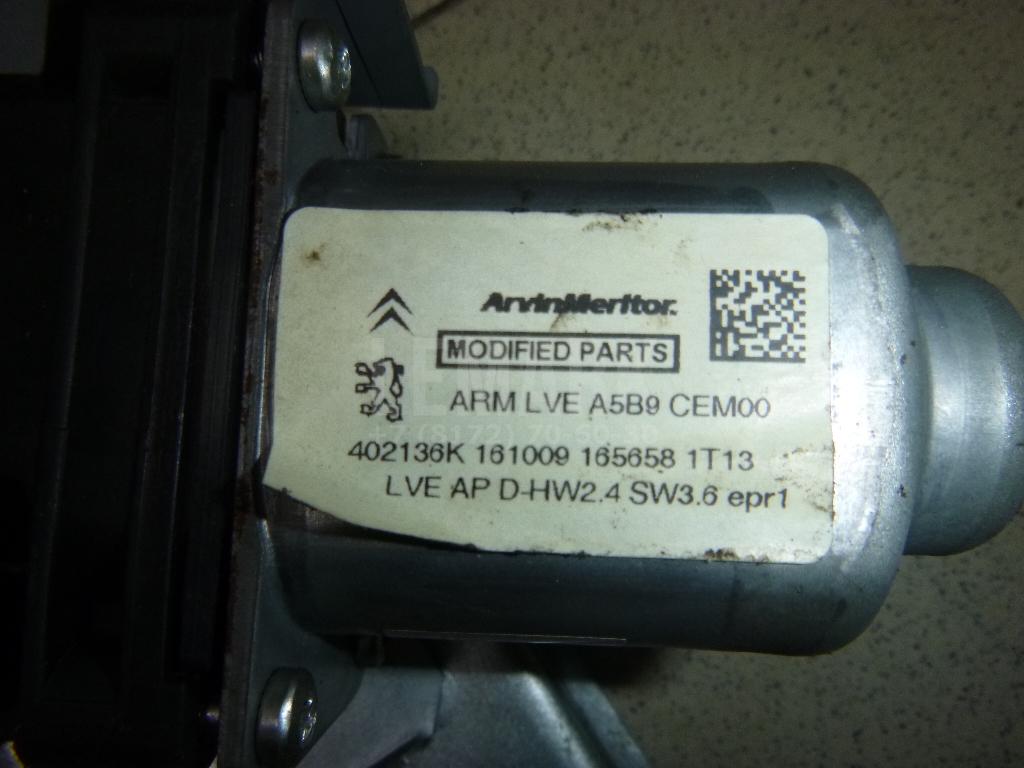 ArvinMeritor.
MODIFIED PARTS
ARM LVE A5B9 CEM00
402136K 161009 165658 1T13
LVE AP D-HW2.4 SW3.6 epr1